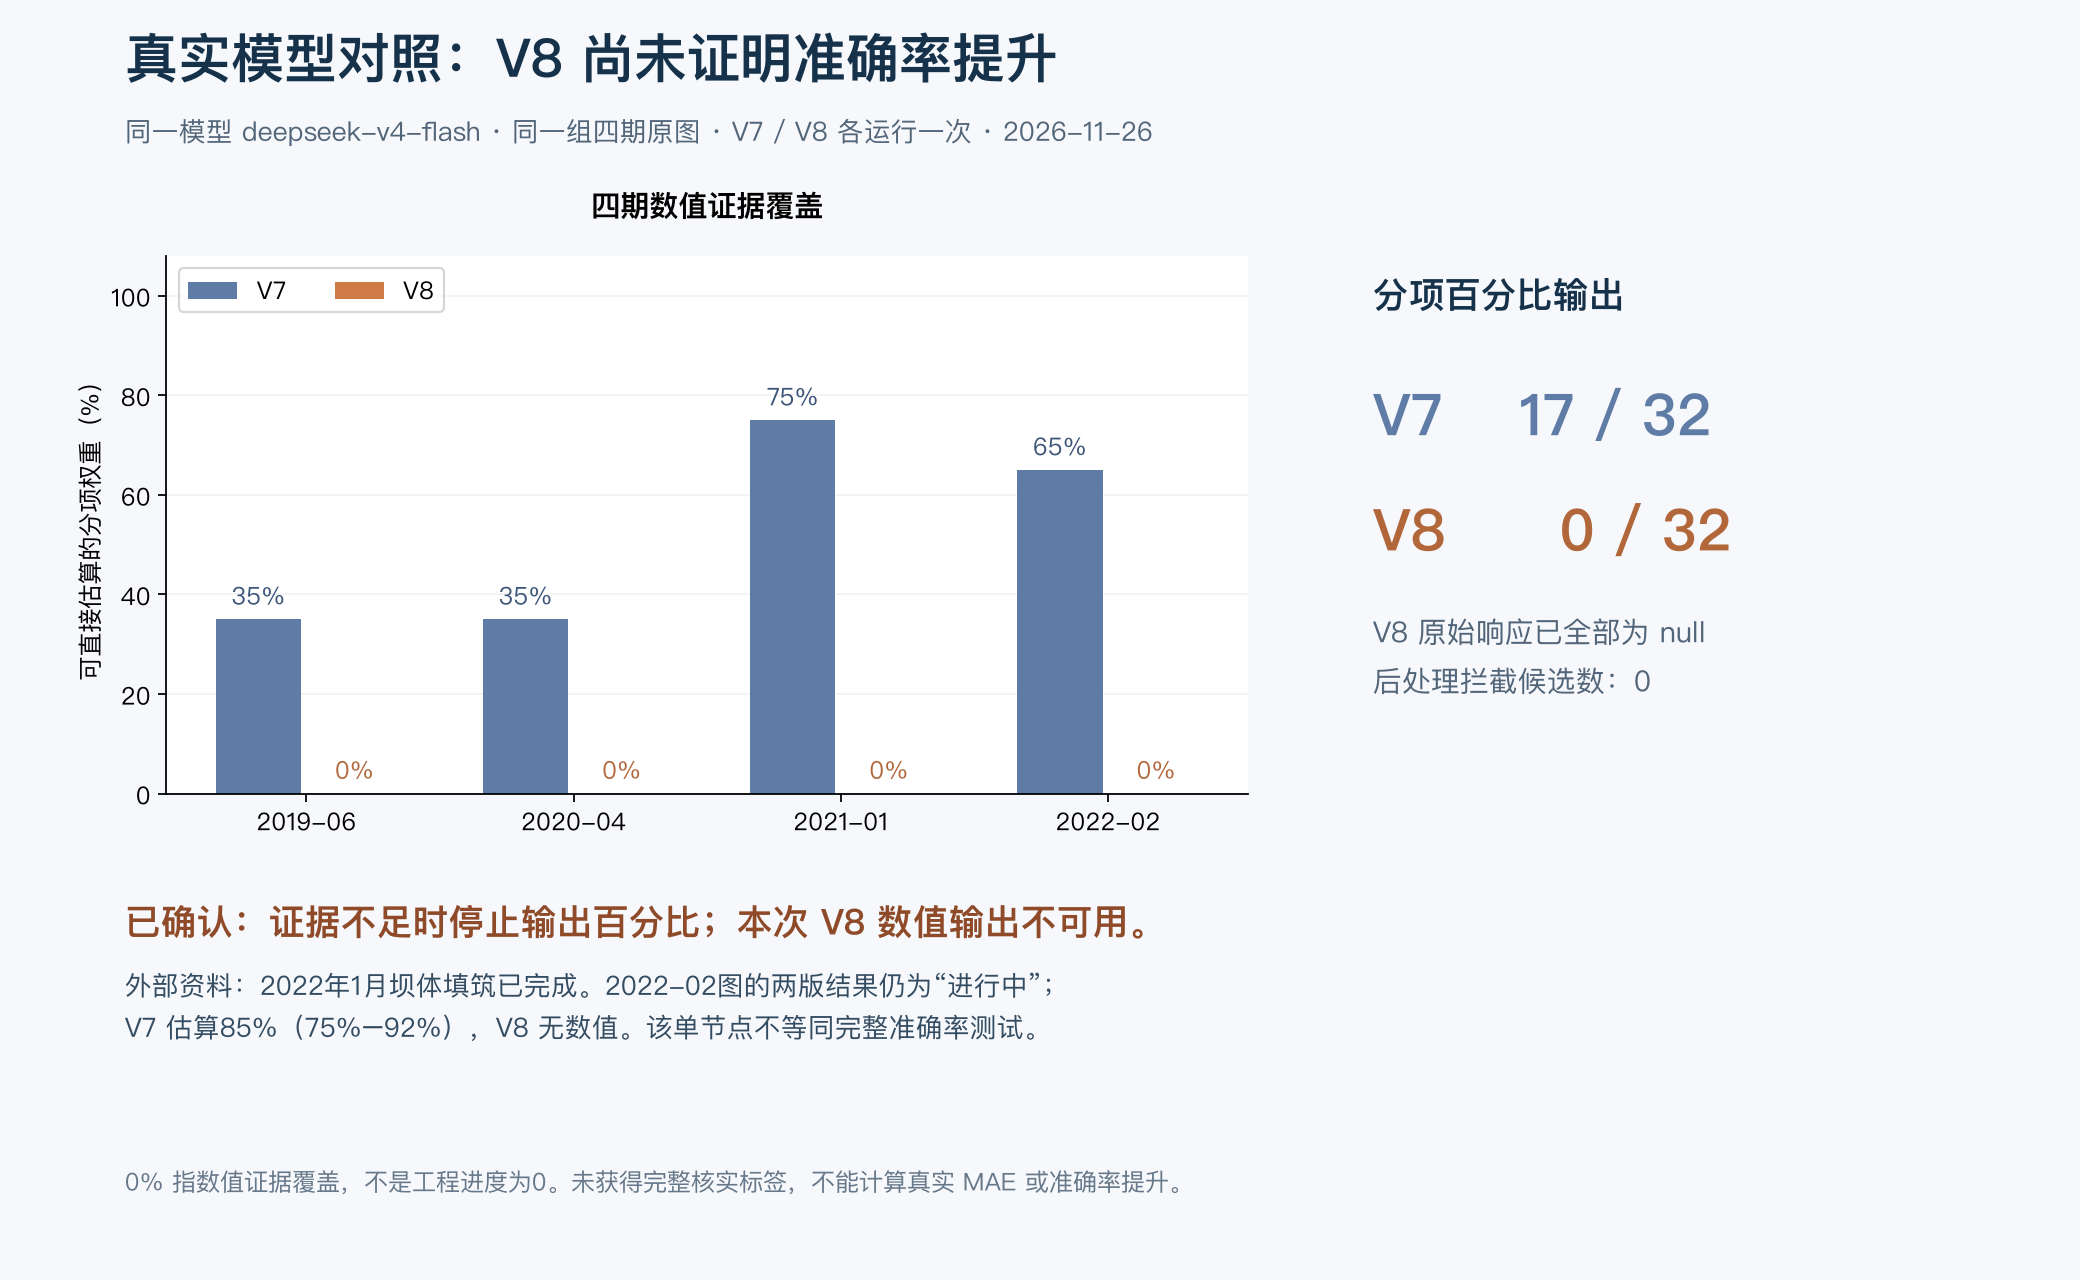 真实模型对照：V8 尚未证明准确率提升
同一模型 deepseek-v4-flash · 同一组四期原图 · V7 / V8 各运行一次 · 2026-11-26
四期数值证据覆盖
V7
V8
可直接估算的分项权重（%）
100
80
60
40
20
0
35%
0%
35%
0%
75%
0%
65%
0%
2019-06
2020-04
2021-01
2022-02
分项百分比输出
V7 17 / 32
V8 0 / 32
V8 原始响应已全部为 null
后处理拦截候选数：0
已确认：证据不足时停止输出百分比；本次 V8 数值输出不可用。
外部资料：2022年1月坝体填筑已完成。2022-02图的两版结果仍为“进行中”；
V7 估算85%（75%—92%），V8 无数值。该单节点不等同完整准确率测试。
0% 指数值证据覆盖，不是工程进度为0。未获得完整核实标签，不能计算真实 MAE 或准确率提升。